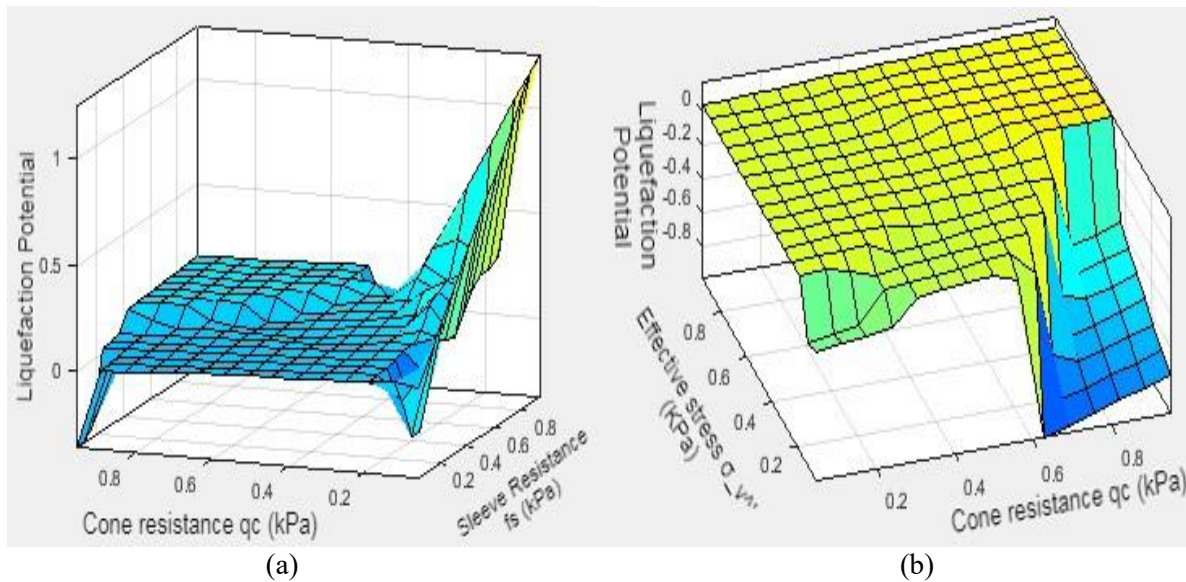 Liquefaction Potential
1
0.5
0
0.8
0.6
0.4
0.2
Cone resistance qc (kPa)
0.2
0.4
0.6
0.8
Sleeve Resistance
fs (kPa)
(a)
Liquefaction
Potential
0
-0.2
-0.4
-0.6
-0.8
Effective stress
(KPa)
0.8
0.6
0.4
0.2
0.2
0.4
0.6
0.8
Cone resistance qc (kPa)
(b)